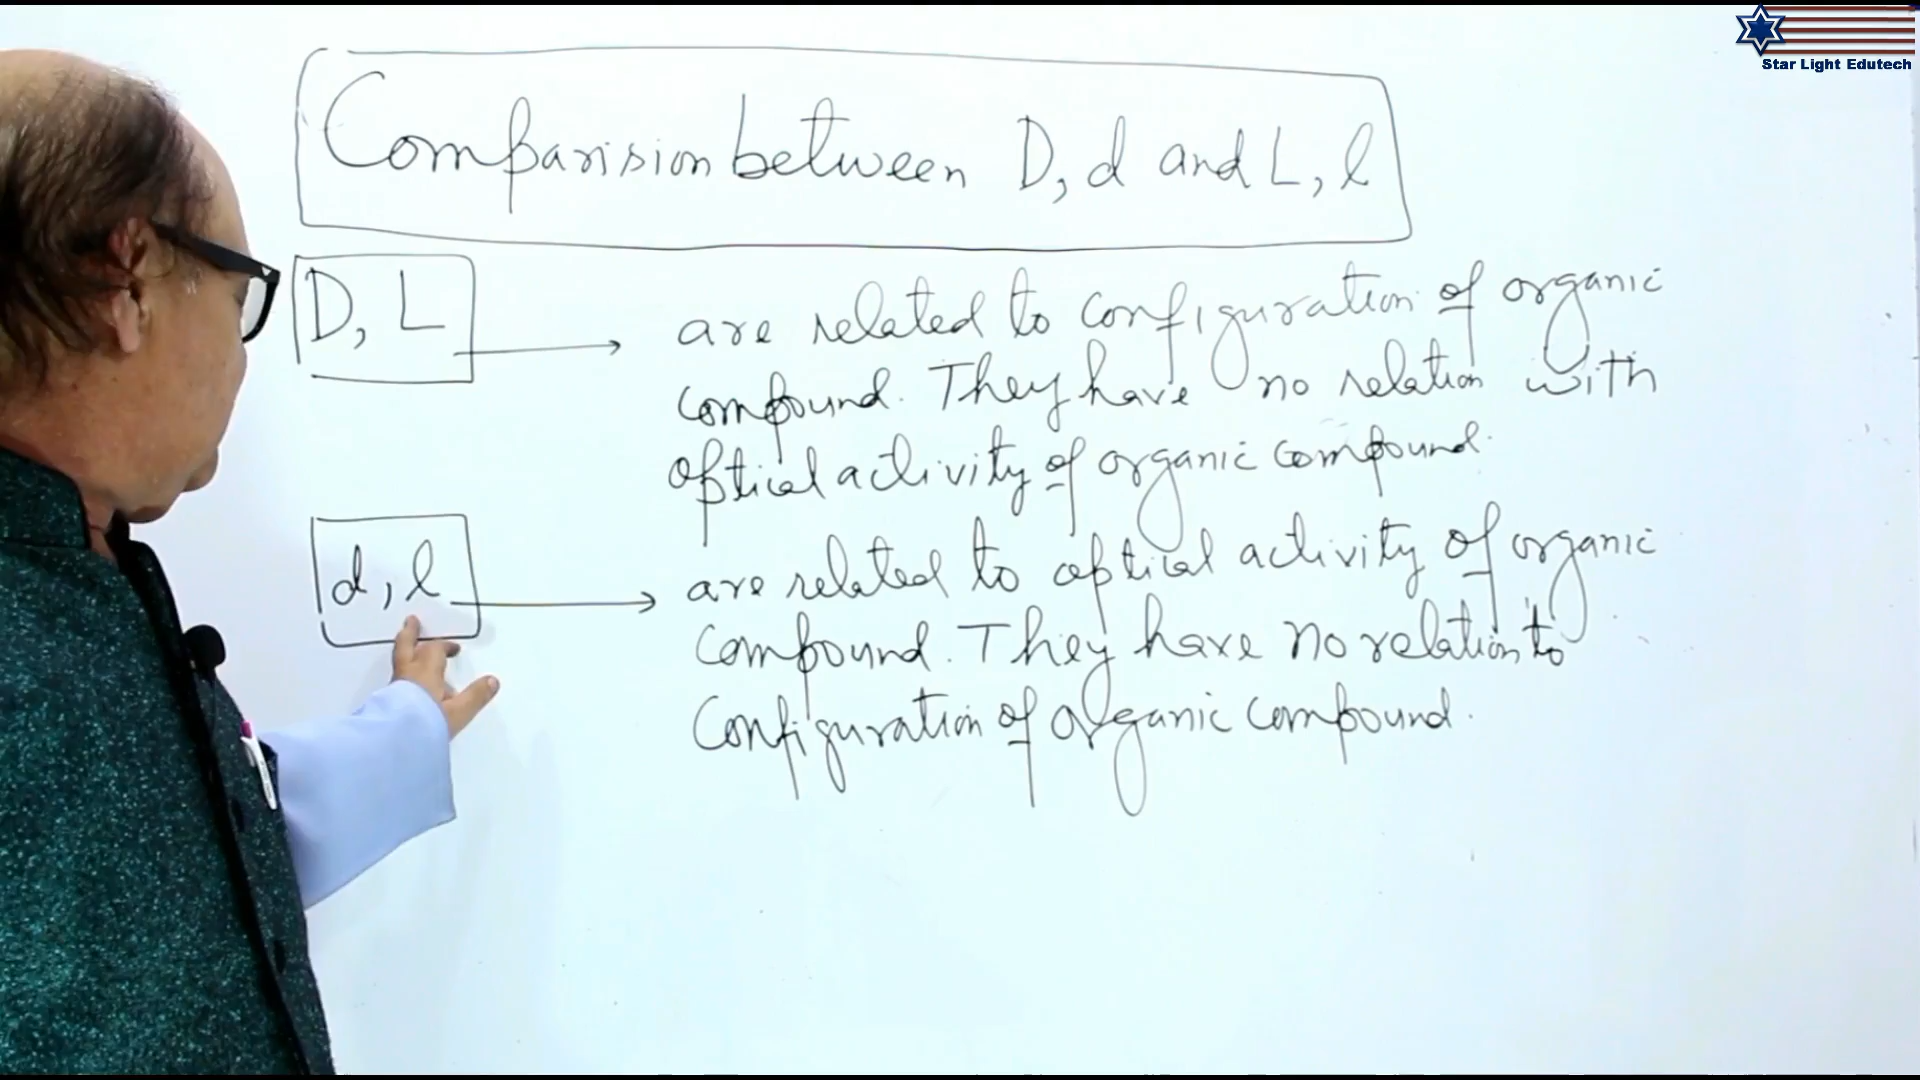 Star Light Edutech
Comparision between D, d and L, l
D, L
are related to configuration of organic
compound. They have no relation with
optical activity of organic compound.
d, l
are related to optical activity of organic
compound. They have no relation to
configuration of organic compound.